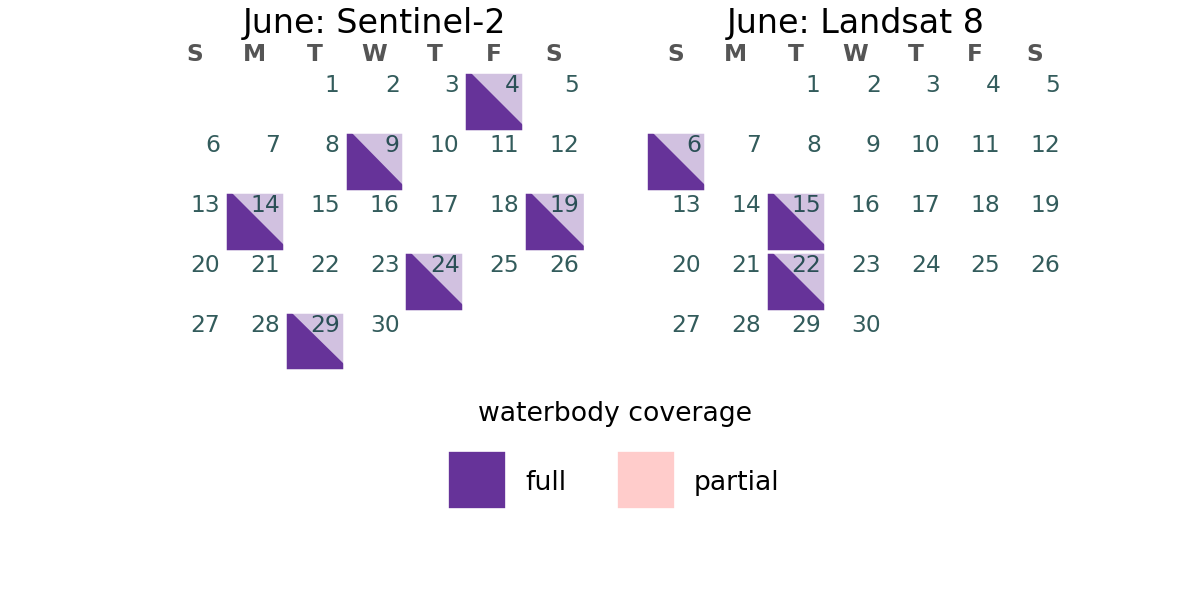 June: Sentinel-2
S M T W T F S
1 2 3 4 5
6 7 8 9 10 11 12
13 14 15 16 17 18 19
20 21 22 23 24 25 26
27 28 29 30
June: Landsat 8
S M T W T F S
1 2 3 4 5
6 7 8 9 10 11 12
13 14 15 16 17 18 19
20 21 22 23 24 25 26
27 28 29 30
waterbody coverage
full
partial